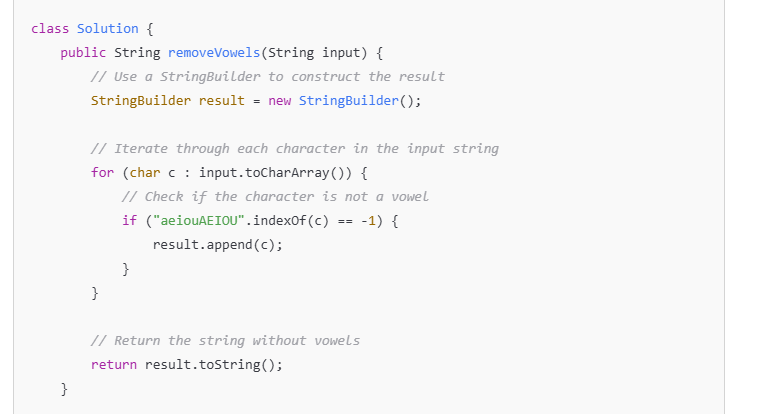 class Solution {
    public String removeVowels(String input) {
        // Use a StringBuilder to construct the result
        StringBuilder result = new StringBuilder();

        // Iterate through each character in the input string
        for (char c : input.toCharArray()) {
            // Check if the character is not a vowel
            if ("aeiouAEIOU".indexOf(c) == -1) {
                result.append(c);
            }
        }

        // Return the string without vowels
        return result.toString();
    }